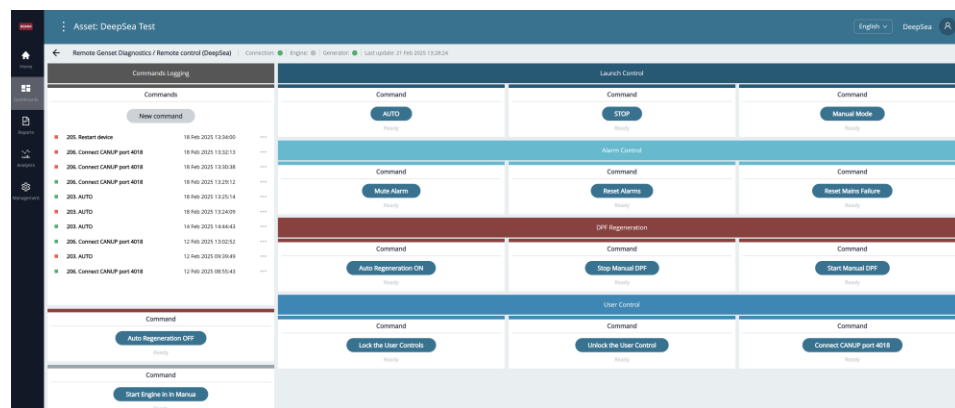 Asset: DeepSea Test
English
DeepSea
Home
Remote Genset Diagnostics / Remote control (DeepSea)
Connection:
Engine:
Generator:
Last update: 21 Feb 2025 13:28:24
Commands
Reports
Analytics
Management
Commands Logging
Commands
New command
205. Restart device 18 Feb 2025 13:34:00
206. Connect CANUP port 4018 18 Feb 2025 13:32:13
206. Connect CANUP port 4018 18 Feb 2025 13:30:38
206. Connect CANUP port 4018 18 Feb 2025 13:29:12
203. AUTO 18 Feb 2025 13:25:14
203. AUTO 18 Feb 2025 13:24:09
203. AUTO 14 Feb 2025 14:44:43
206. Connect CANUP port 4018 12 Feb 2025 13:02:52
203. AUTO 12 Feb 2025 09:39:49
206. Connect CANUP port 4018 12 Feb 2025 08:55:43
Command
Auto Regeneration OFF
Ready
Command
Start Engine in in Manua
Launch Control
Command Command Command
AUTO STOP Manual Mode
Ready Ready Ready
Alarm Control
Command Command Command
Mute Alarm Reset Alarms Reset Mains Failure
Ready Ready Ready
DPF Regeneration
Command Command Command
Auto Regeneration ON Stop Manual DPF Start Manual DPF
Ready Ready Ready
User Control
Command Command Command
Lock the User Controls Unlock the User Control Connect CANUP port 4018
Ready Ready Ready